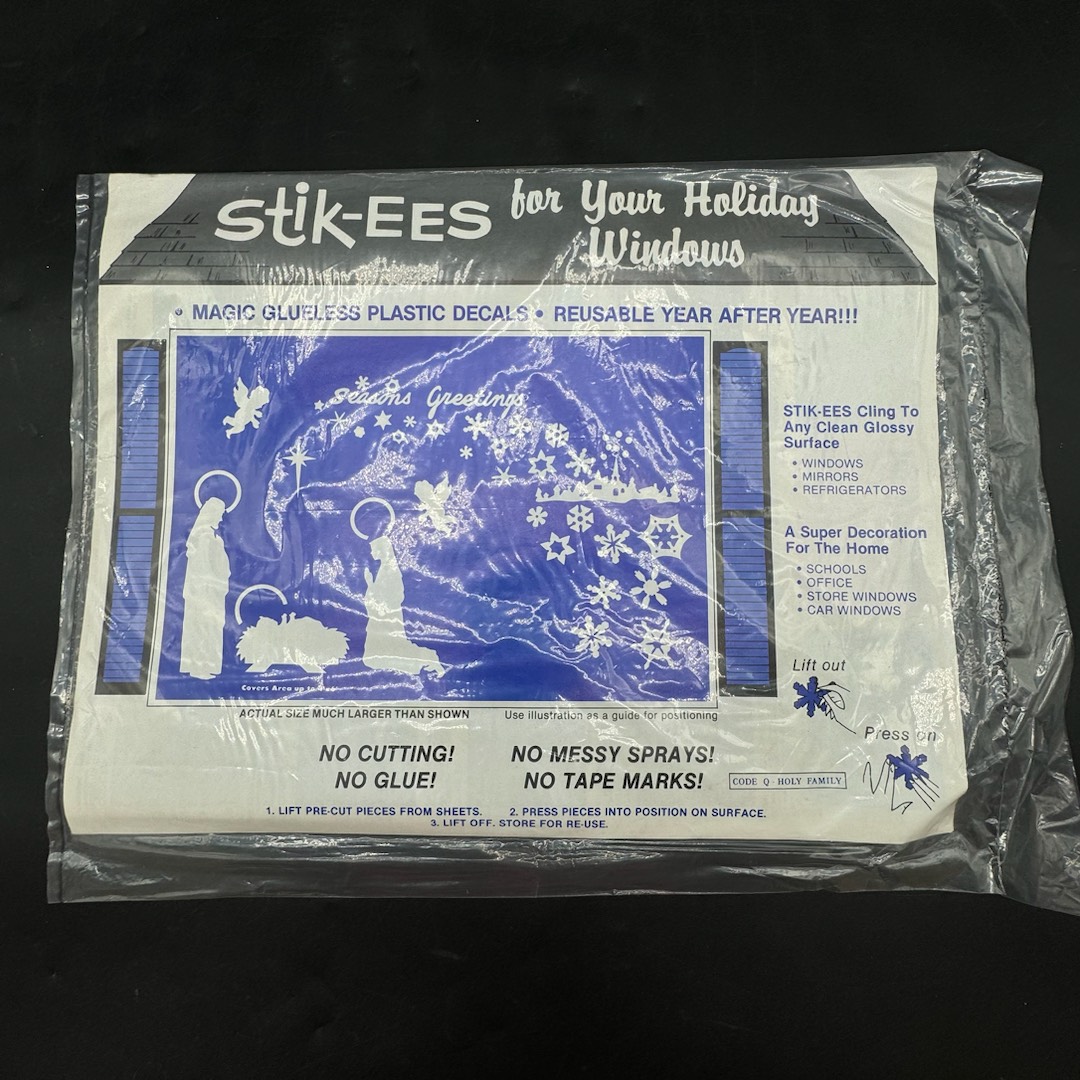 Stik-EES for Your Holiday
Windows
• MAGIC GLUELESS PLASTIC DECALS • REUSABLE YEAR AFTER YEAR!!!
Seasons Greetings
STIK-EES Cling To
Any Clean Glossy
Surface
• WINDOWS
• MIRRORS
• REFRIGERATORS
A Super Decoration
For The Home
• SCHOOLS
• OFFICE
• STORE WINDOWS
• CAR WINDOWS
Lift out
Press on
Covers Area up to
ACTUAL SIZE MUCH LARGER THAN SHOWN
Use illustration as a guide for positioning
NO CUTTING!
NO GLUE!
NO MESSY SPRAYS!
NO TAPE MARKS!
CODE Q - HOLY FAMILY
1. LIFT PRE-CUT PIECES FROM SHEETS. 2. PRESS PIECES INTO POSITION ON SURFACE.
3. LIFT OFF. STORE FOR RE-USE.